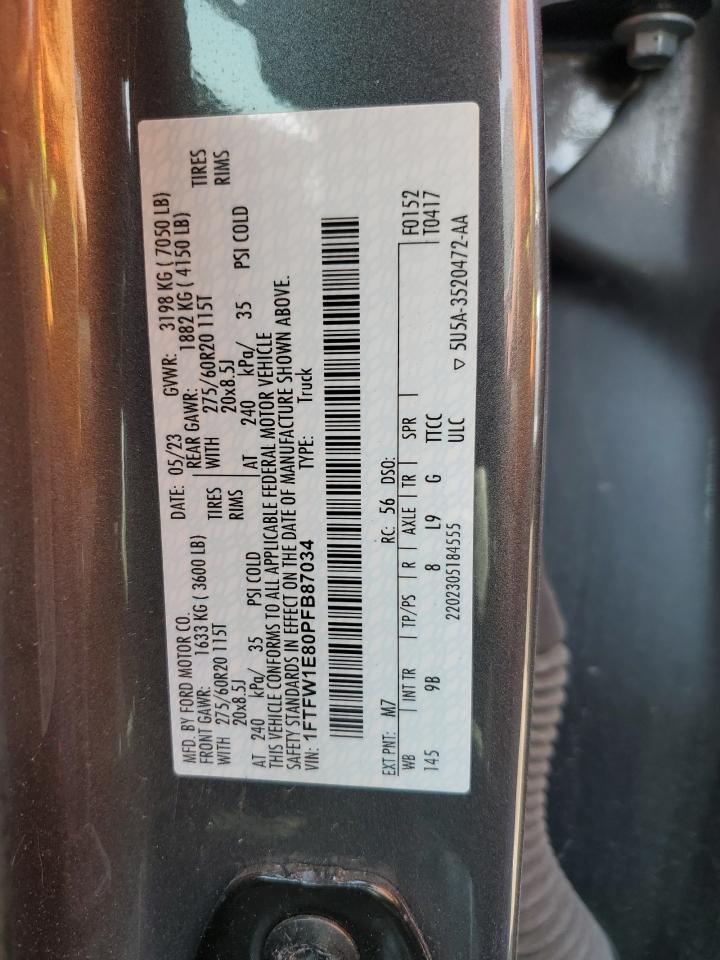 MFD. BY FORD MOTOR CO.
DATE: 05/23 GVWR: 3198 KG ( 7050 LB)
FRONT GAWR: 1633 KG ( 3600 LB) REAR GAWR: 1882 KG ( 4150 LB)
WITH 275/60R20 115T TIRES WITH 275/60R20 115T TIRES
20x8.5J RIMS 20x8.5J RIMS
AT 240 kPa/ 35 PSI COLD AT 240 kPa/ 35 PSI COLD
THIS VEHICLE CONFORMS TO ALL APPLICABLE FEDERAL MOTOR VEHICLE
SAFETY STANDARDS IN EFFECT ON THE DATE OF MANUFACTURE SHOWN ABOVE.
VIN: 1FTFW1E80PFB87034 TYPE: Truck
EXT PNT: M7 RC: 56 DSO: F0152
WB INT TR TP/PS R AXLE TR SPR T0417
145 9B 8 L9 G TTCC
2202305184555 ULC ▽ 5U5A-3520472-AA